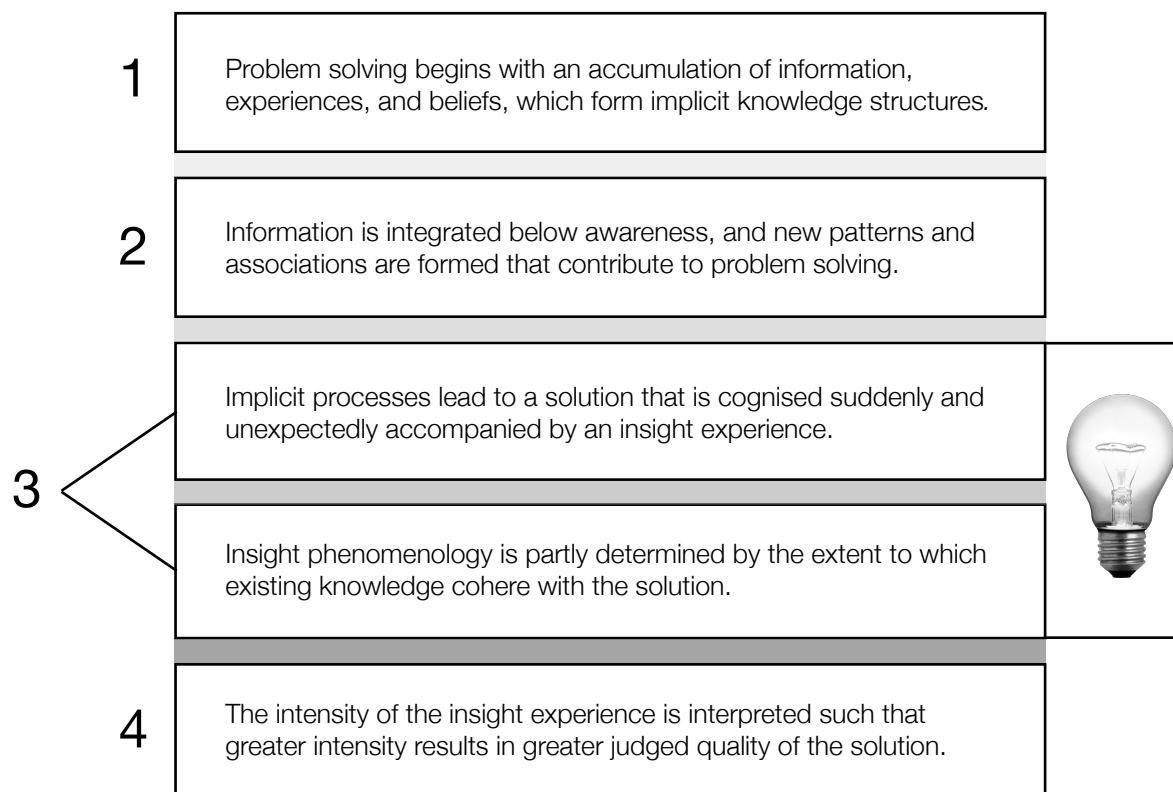 1
Problem solving begins with an accumulation of information,
experiences, and beliefs, which form implicit knowledge structures.
2
Information is integrated below awareness, and new patterns and
associations are formed that contribute to problem solving.
3
Implicit processes lead to a solution that is cognised suddenly and
unexpectedly accompanied by an insight experience.
Insight phenomenology is partly determined by the extent to which
existing knowledge cohere with the solution.
4
The intensity of the insight experience is interpreted such that
greater intensity results in greater judged quality of the solution.